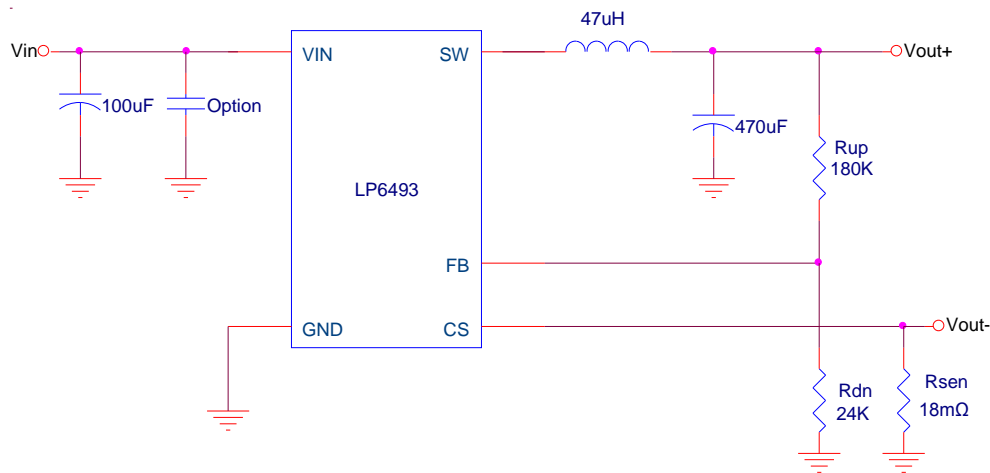 47uH
Vin
VIN
SW
Vout+
100uF
Option
470uF
Rup
180K
LP6493
FB
GND
CS
Vout-
Rdn
24K
Rsen
18mΩ